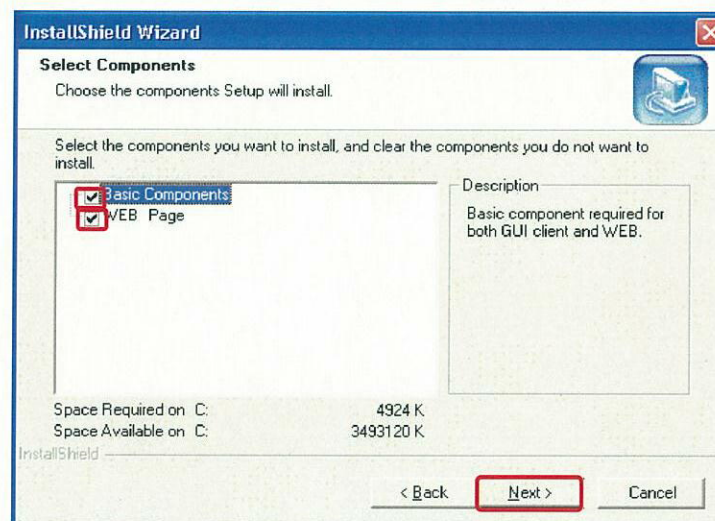 InstallShield Wizard
Select Components
Choose the components Setup will install.
Select the components you want to install, and clear the components you do not want to
install.
Basic Components
WEB Page
Description
Basic component required for
both GUI client and WEB.
Space Required on C: 4924 K
Space Available on C: 3493120 K
InstallShield
< Back
Next >
Cancel